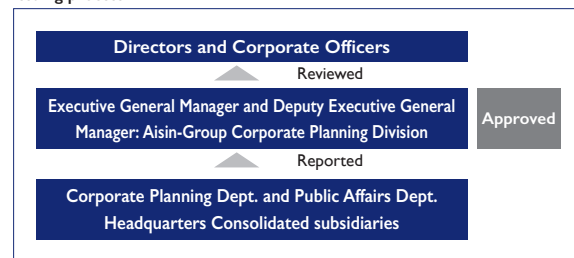 Directors and Corporate Officers
Reviewed
Executive General Manager and Deputy Executive General
Manager: Aisin-Group Corporate Planning Division
Approved
Reported
Corporate Planning Dept. and Public Affairs Dept.
Headquarters Consolidated subsidiaries